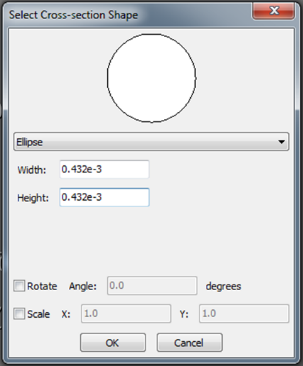 Select Cross-section Shape
Ellipse
Width: 0.432e-3
Height: 0.432e-3
Rotate Angle: 0.0 degrees
Scale X: 1.0 Y: 1.0
OK Cancel